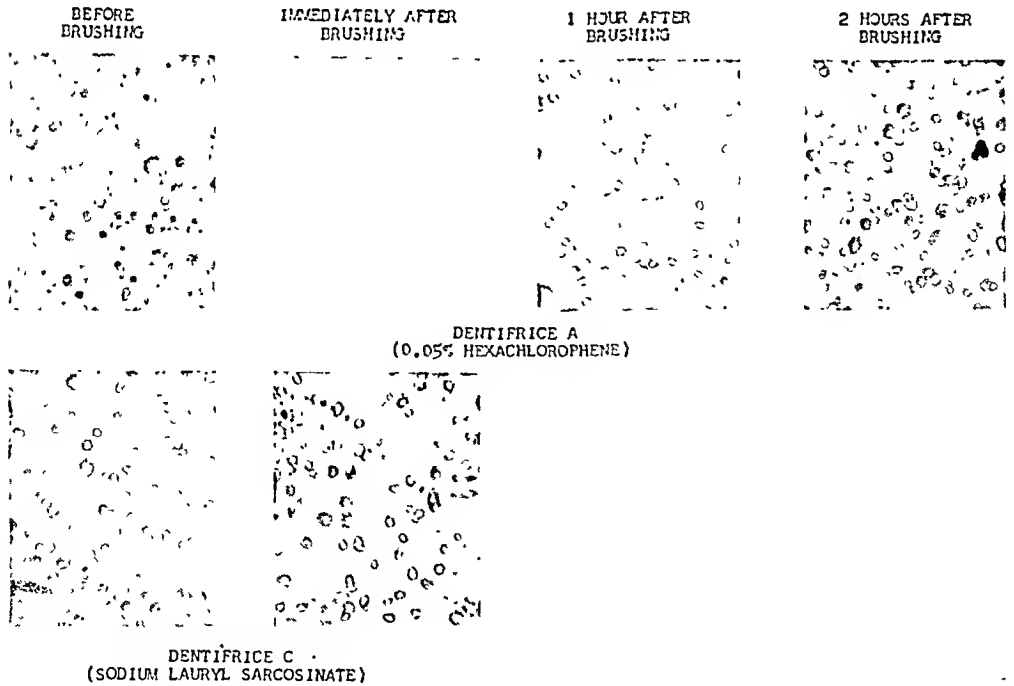 BEFORE
BRUSHING
IMMEDIATELY AFTER
BRUSHING
1 HOUR AFTER
BRUSHING
2 HOURS AFTER
BRUSHING
DENTIFRICE A
(0.05% HEXACHLOROPHENE)
DENTIFRICE C
(SODIUM LAURYL SARCOSINATE)